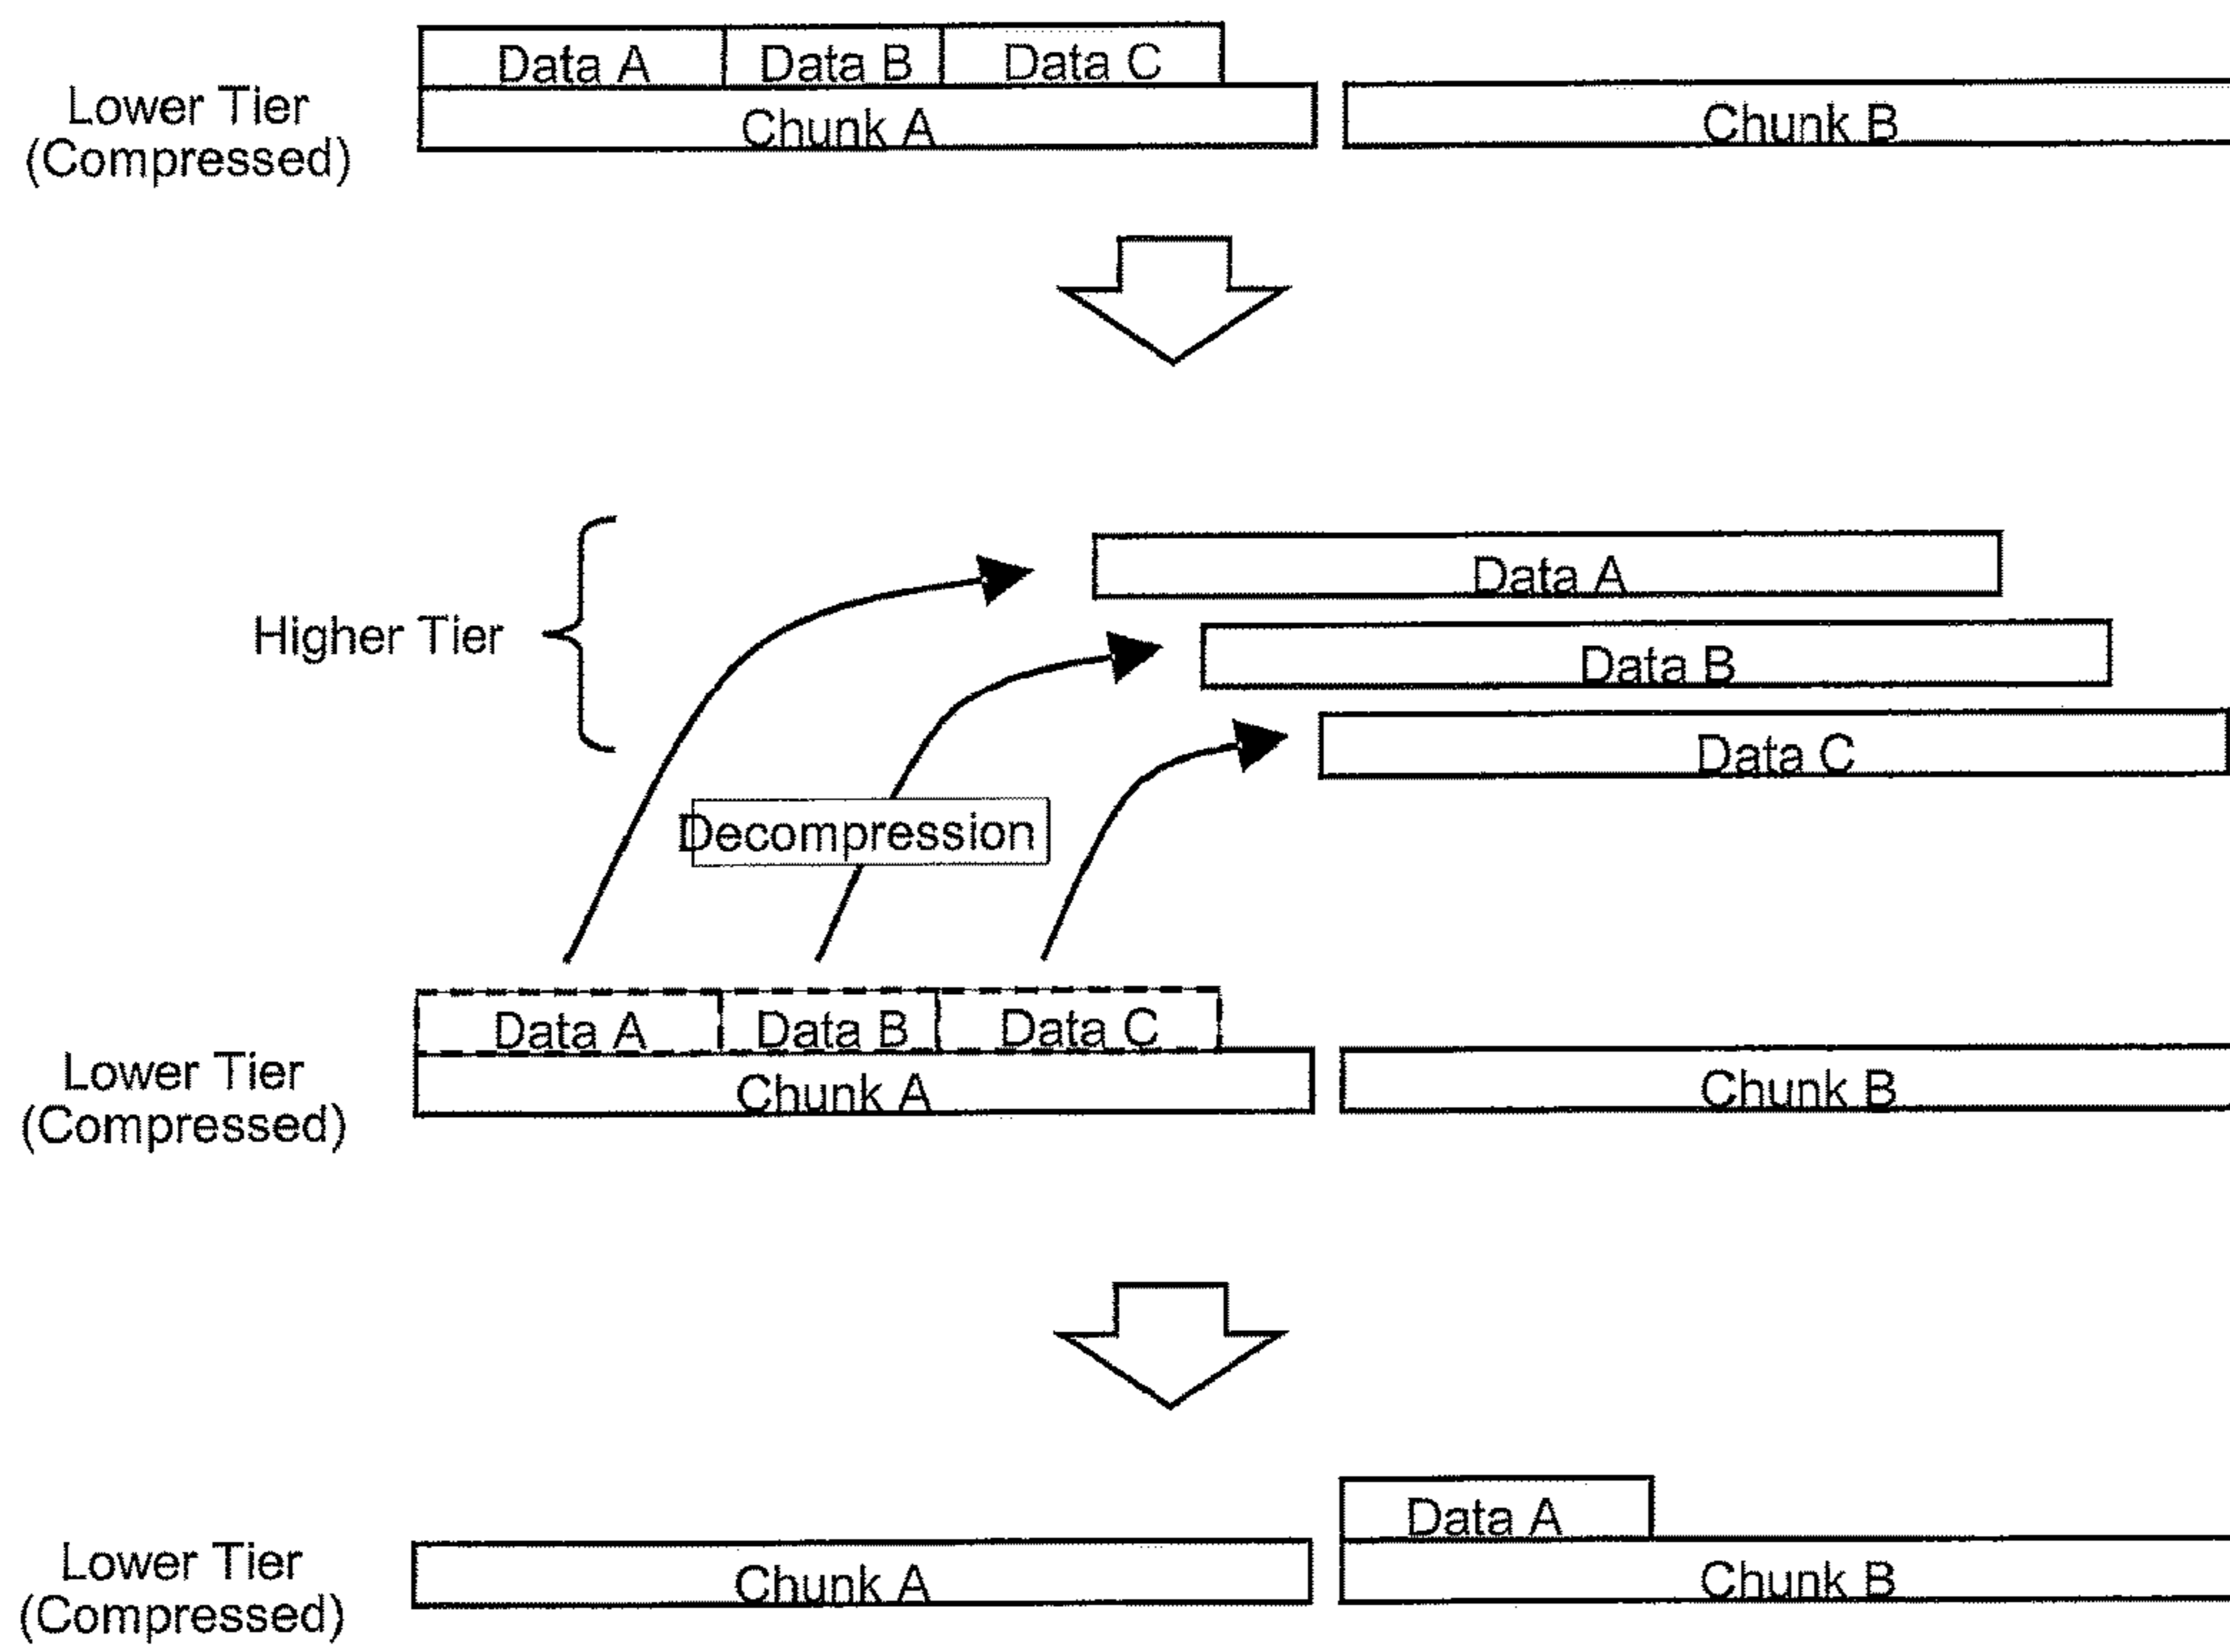 Data A Data B Data C
Lower Tier
(Compressed)
Chunk A Chunk B
Data A
Higher Tier
Data B
Data C
Decompression
Data A Data B Data C
Lower Tier
(Compressed)
Chunk A Chunk B
Data A
Lower Tier
(Compressed)
Chunk A Chunk B